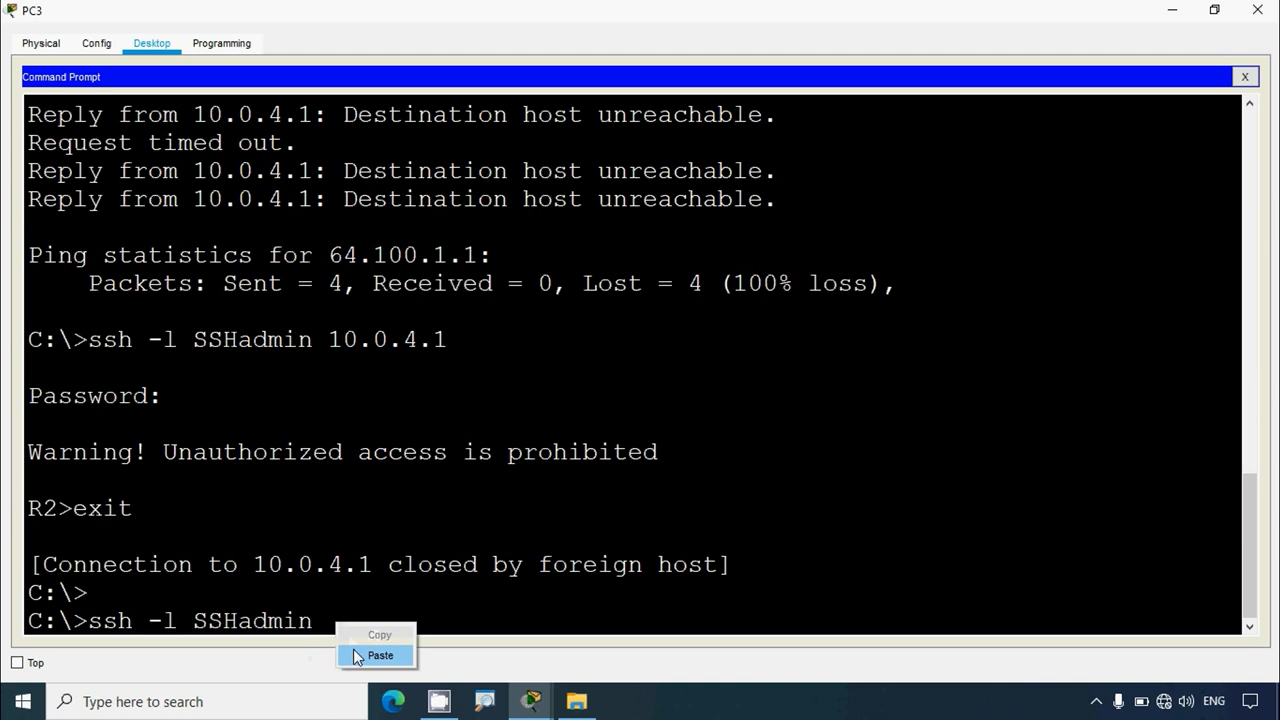 PC3
Physical Config Desktop Programming
Command Prompt X
Reply from 10.0.4.1: Destination host unreachable.
Request timed out.
Reply from 10.0.4.1: Destination host unreachable.
Reply from 10.0.4.1: Destination host unreachable.
Ping statistics for 64.100.1.1:
Packets: Sent = 4, Received = 0, Lost = 4 (100% loss),
C:\>ssh -l SSHadmin 10.0.4.1
Password:
Warning! Unauthorized access is prohibited
R2>exit
[Connection to 10.0.4.1 closed by foreign host]
C:\>
C:\>ssh -l SSHadmin
Copy
Paste
Top
Type here to search
ENG